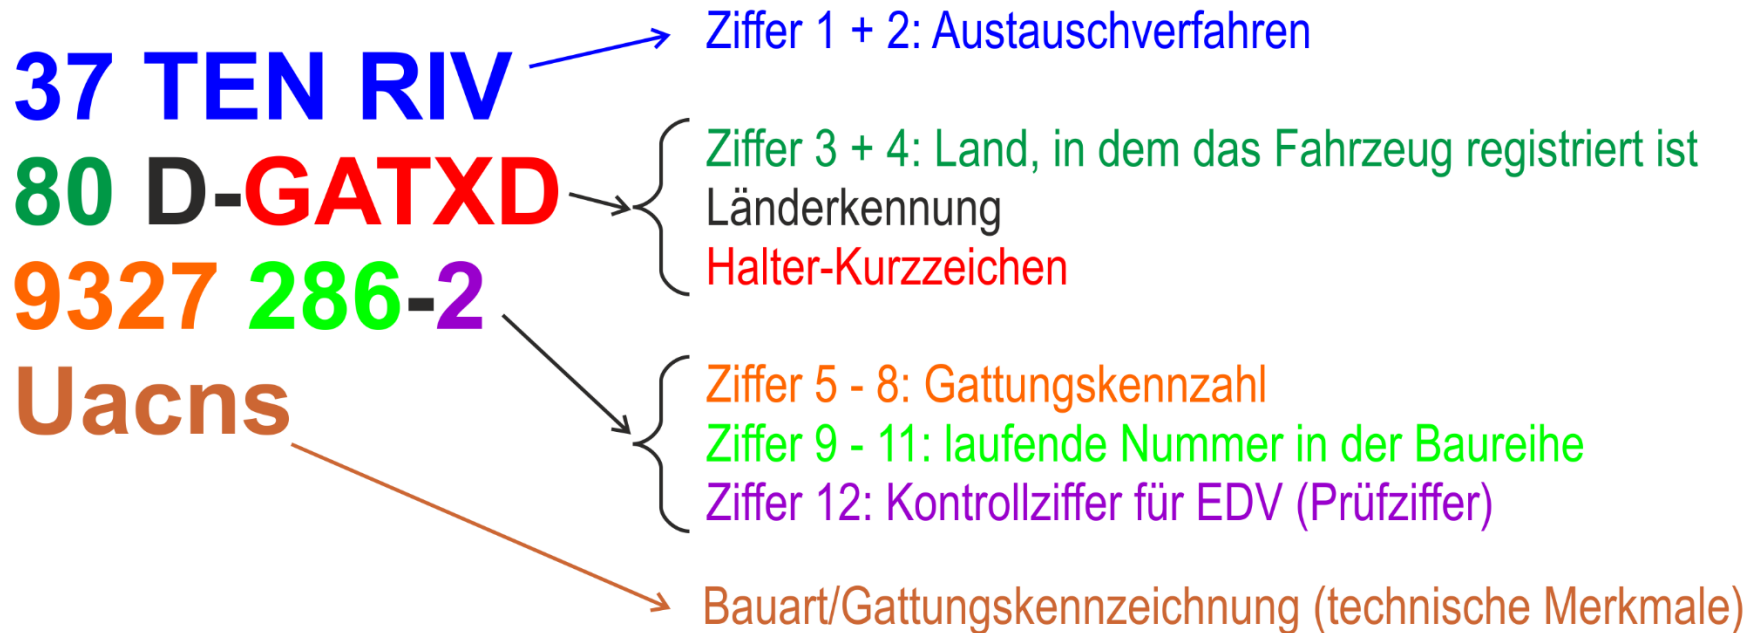 37 TEN RIV
80 D-GATXD
9327 286-2
Uacns
Ziffer 1 + 2: Austauschverfahren
Ziffer 3 + 4: Land, in dem das Fahrzeug registriert ist
Länderkennung
Halter-Kurzzeichen
Ziffer 5 - 8: Gattungskennzahl
Ziffer 9 - 11: laufende Nummer in der Baureihe
Ziffer 12: Kontrollziffer für EDV (Prüfziffer)
Bauart/Gattungskennzeichnung (technische Merkmale)